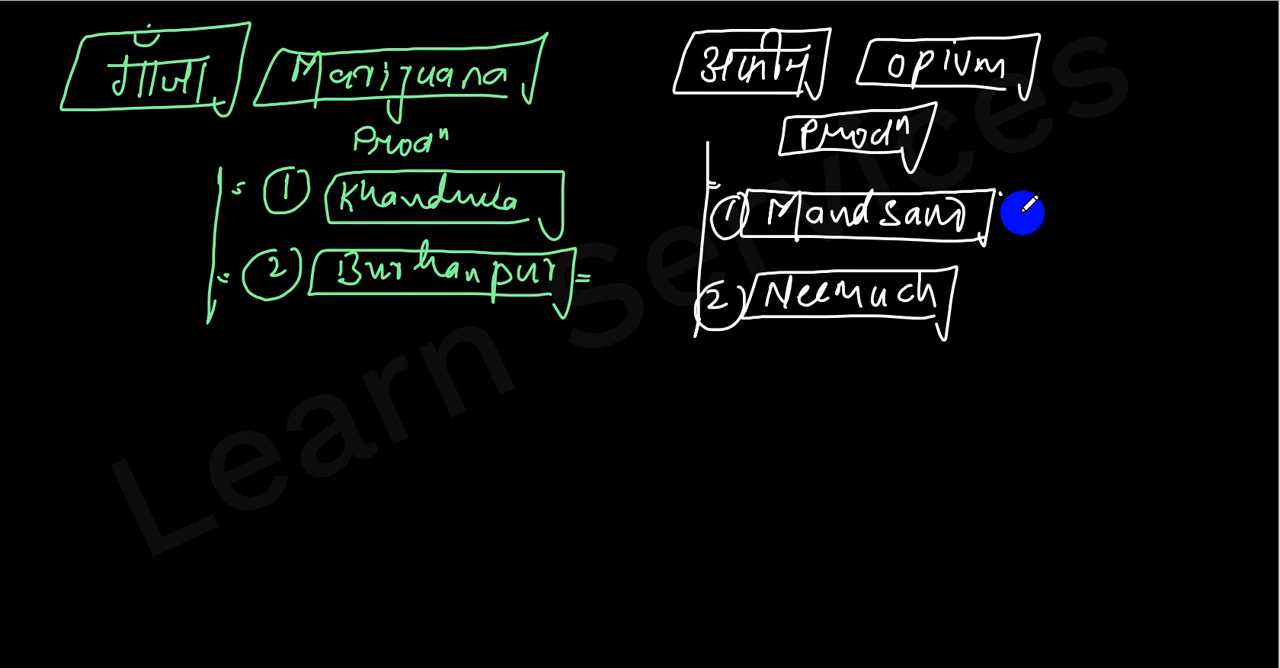 गाँजा Marijuana
Prodⁿ
= ① Khandwa
= ② Burhanpur =
अफीम opium
Prodⁿ
=
① Mandsaur
② Neemuch
Learn Services